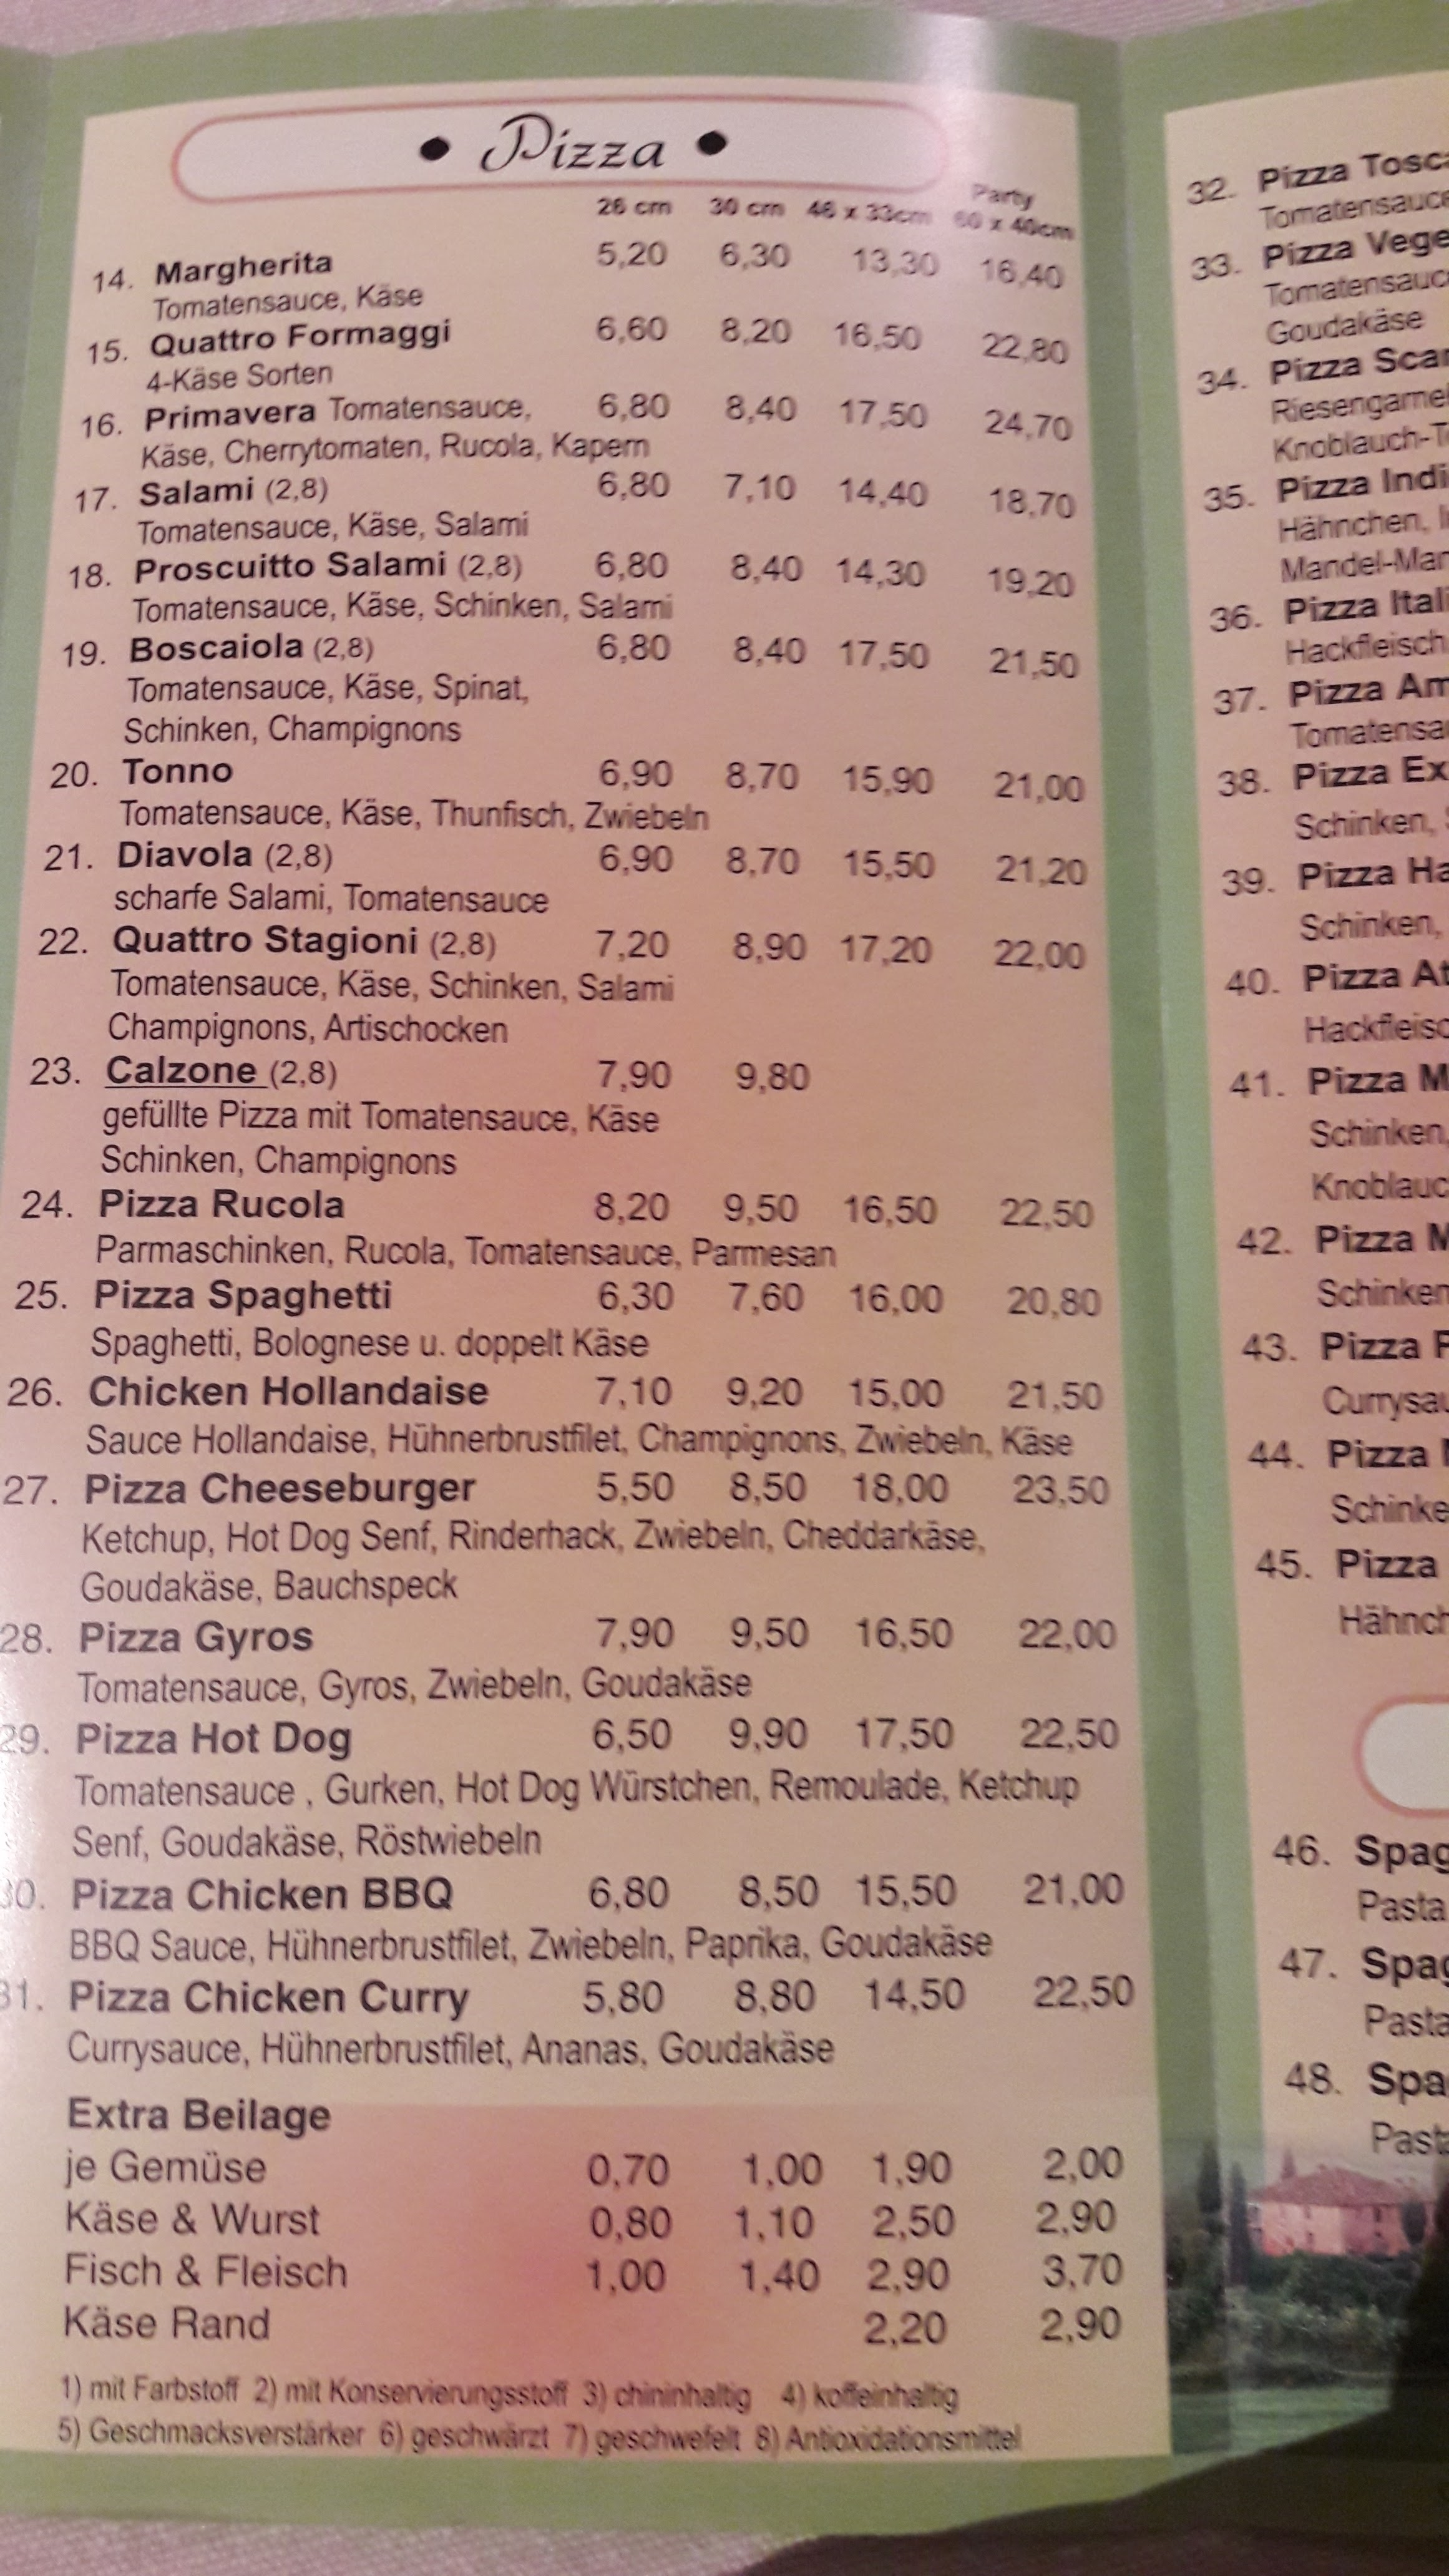 • Pizza •
26 cm 30 cm 46 x 33cm Party 60 x 40cm
14. Margherita 5,20 6,30 13,30 16,40
Tomatensauce, Käse
15. Quattro Formaggi 6,60 8,20 16,50 22,80
4-Käse Sorten
16. Primavera Tomatensauce, 6,80 8,40 17,50 24,70
Käse, Cherrytomaten, Rucola, Kapern
17. Salami (2,8) 6,80 7,10 14,40 18,70
Tomatensauce, Käse, Salami
18. Proscuitto Salami (2,8) 6,80 8,40 14,30 19,20
Tomatensauce, Käse, Schinken, Salami
19. Boscaiola (2,8) 6,80 8,40 17,50 21,50
Tomatensauce, Käse, Spinat,
Schinken, Champignons
20. Tonno 6,90 8,70 15,90 21,00
Tomatensauce, Käse, Thunfisch, Zwiebeln
21. Diavola (2,8) 6,90 8,70 15,50 21,20
scharfe Salami, Tomatensauce
22. Quattro Stagioni (2,8) 7,20 8,90 17,20 22,00
Tomatensauce, Käse, Schinken, Salami
Champignons, Artischocken
23. Calzone (2,8) 7,90 9,80
gefüllte Pizza mit Tomatensauce, Käse
Schinken, Champignons
24. Pizza Rucola 8,20 9,50 16,50 22,50
Parmaschinken, Rucola, Tomatensauce, Parmesan
25. Pizza Spaghetti 6,30 7,60 16,00 20,80
Spaghetti, Bolognese u. doppelt Käse
26. Chicken Hollandaise 7,10 9,20 15,00 21,50
Sauce Hollandaise, Hühnerbrustfilet, Champignons, Zwiebeln, Käse
27. Pizza Cheeseburger 5,50 8,50 18,00 23,50
Ketchup, Hot Dog Senf, Rinderhack, Zwiebeln, Cheddarkäse,
Goudakäse, Bauchspeck
28. Pizza Gyros 7,90 9,50 16,50 22,00
Tomatensauce, Gyros, Zwiebeln, Goudakäse
29. Pizza Hot Dog 6,50 9,90 17,50 22,50
Tomatensauce , Gurken, Hot Dog Würstchen, Remoulade, Ketchup
Senf, Goudakäse, Röstwiebeln
30. Pizza Chicken BBQ 6,80 8,50 15,50 21,00
BBQ Sauce, Hühnerbrustfilet, Zwiebeln, Paprika, Goudakäse
31. Pizza Chicken Curry 5,80 8,80 14,50 22,50
Currysauce, Hühnerbrustfilet, Ananas, Goudakäse
Extra Beilage
je Gemüse 0,70 1,00 1,90 2,00
Käse & Wurst 0,80 1,10 2,50 2,90
Fisch & Fleisch 1,00 1,40 2,90 3,70
Käse Rand 2,20 2,90
1) mit Farbstoff 2) mit Konservierungsstoff 3) chininhaltig 4) koffeinhaltig
5) Geschmacksverstärker 6) geschwärzt 7) geschwefelt 8) Antioxidationsmittel
32. Pizza
33. Pizza
Goudakäse
34. Pizza
35. Pizza
Hähnchen,
36. Pizza
Hackfleisch
37. Pizza
38. Pizza
Schinken,
39. Pizza
Schinken,
40. Pizza
41. Pizza
Schinken,
42. Pizza
Schinken
43. Pizza
44. Pizza
45. Pizza
46.
Pasta
47.
48.